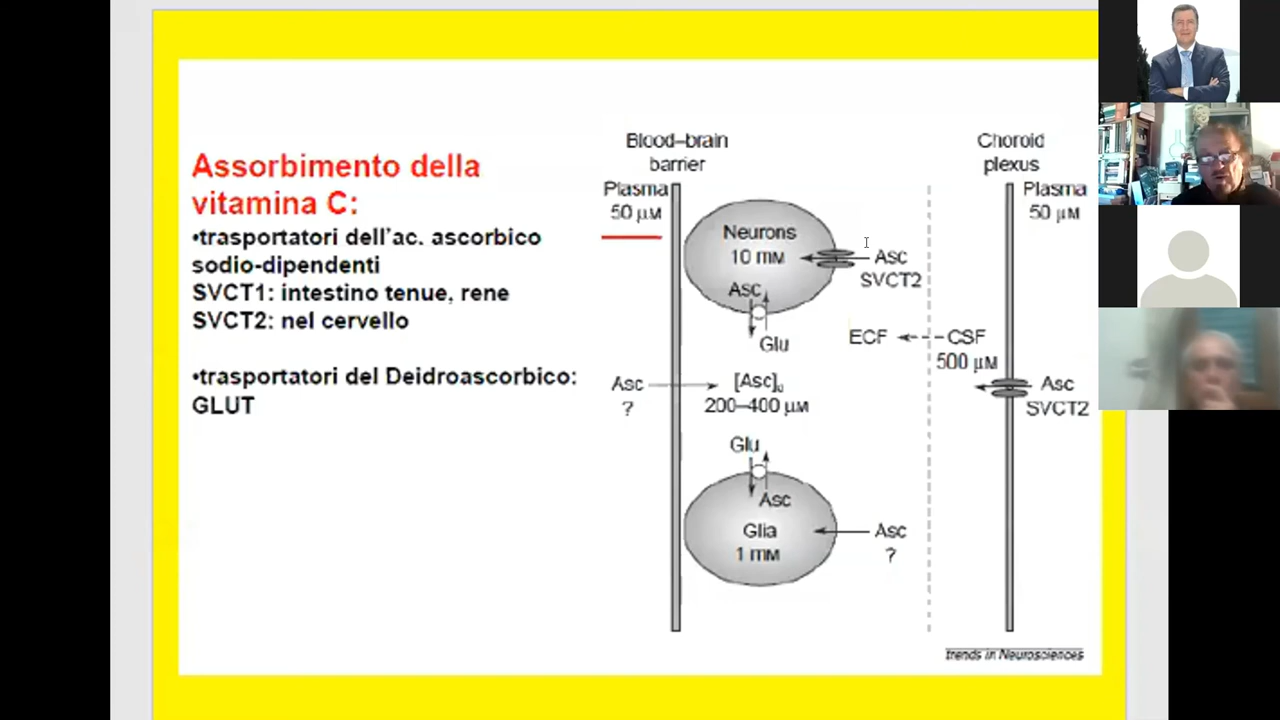 Assorbimento della
vitamina C:
•trasportatori dell'ac. ascorbico
sodio-dipendenti
SVCT1: intestino tenue, rene
SVCT2: nel cervello
•trasportatori del Deidroascorbico:
GLUT
Blood–brain
barrier
Plasma
50 μM
Neurons
10 mM
Asc
Glu
Asc
SVCT2
ECF
CSF
500 μM
Choroid
plexus
Plasma
50 μM
Asc
SVCT2
Asc
?
[Asc]o
200–400 μM
Glu
Asc
Glia
1 mM
Asc
?
trends in Neurosciences